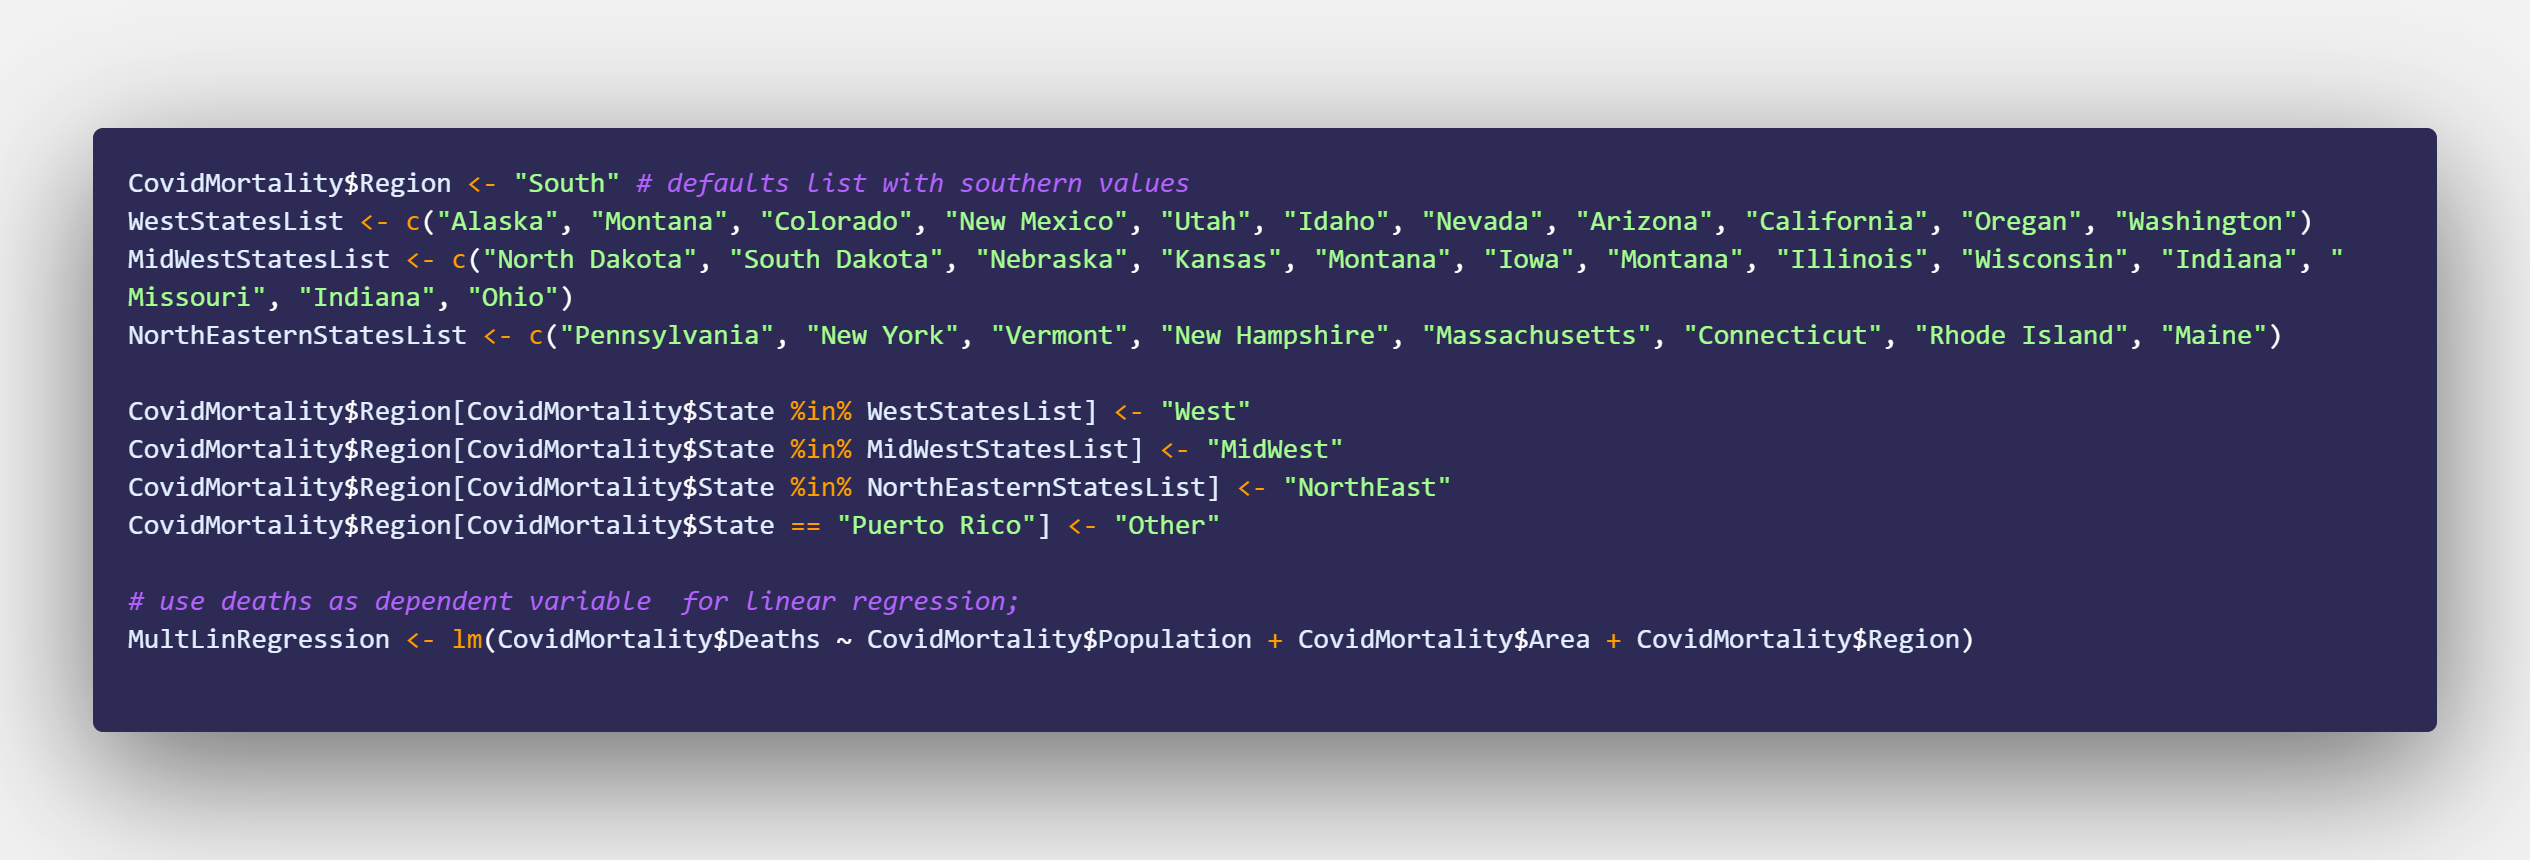 CovidMortality$Region <- "South" # defaults list with southern values
WestStatesList <- c("Alaska", "Montana", "Colorado", "New Mexico", "Utah", "Idaho", "Nevada", "Arizona", "California", "Oregan", "Washington")
MidWestStatesList <- c("North Dakota", "South Dakota", "Nebraska", "Kansas", "Montana", "Iowa", "Montana", "Illinois", "Wisconsin", "Indiana", "
Missouri", "Indiana", "Ohio")
NorthEasternStatesList <- c("Pennsylvania", "New York", "Vermont", "New Hampshire", "Massachusetts", "Connecticut", "Rhode Island", "Maine")
CovidMortality$Region[CovidMortality$State %in% WestStatesList] <- "West"
CovidMortality$Region[CovidMortality$State %in% MidWestStatesList] <- "MidWest"
CovidMortality$Region[CovidMortality$State %in% NorthEasternStatesList] <- "NorthEast"
CovidMortality$Region[CovidMortality$State == "Puerto Rico"] <- "Other"
# use deaths as dependent variable  for linear regression;
MultLinRegression <- lm(CovidMortality$Deaths ~ CovidMortality$Population + CovidMortality$Area + CovidMortality$Region)